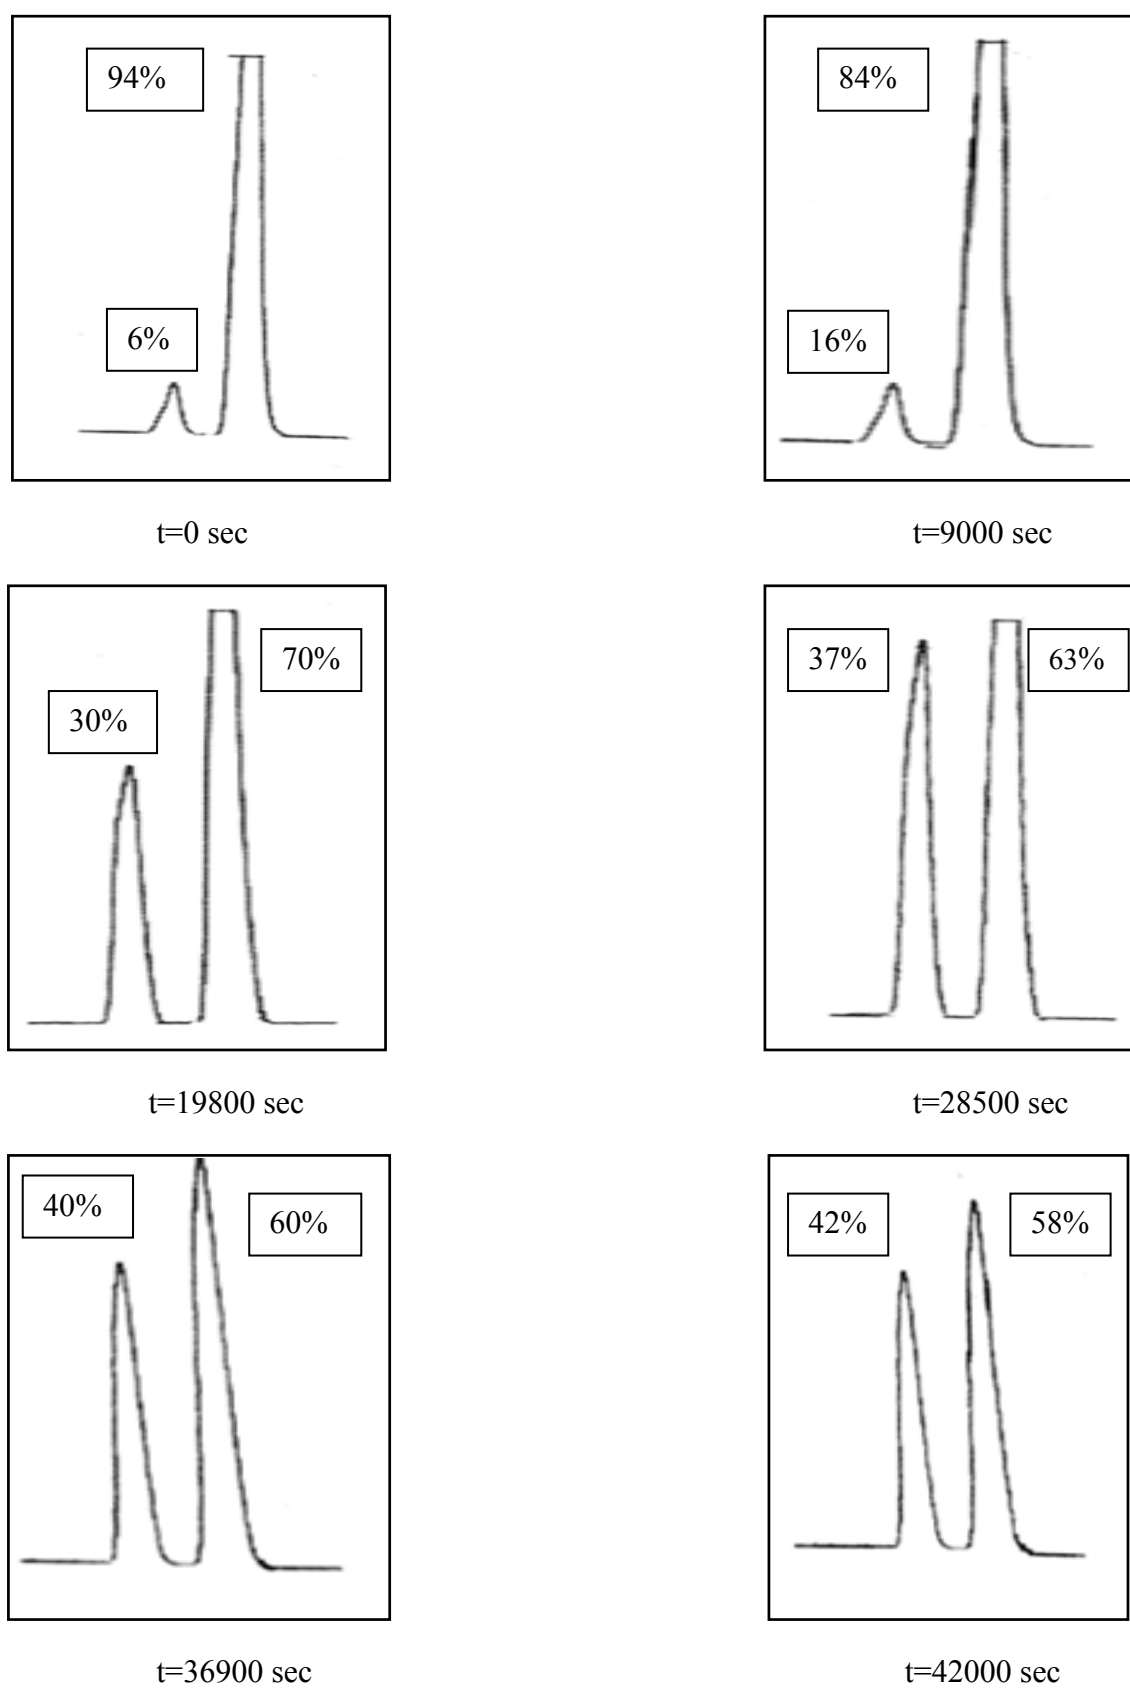 94%
6%
t=0 sec
84%
16%
t=9000 sec
70%
30%
t=19800 sec
37%
63%
t=28500 sec
40%
60%
t=36900 sec
42%
58%
t=42000 sec